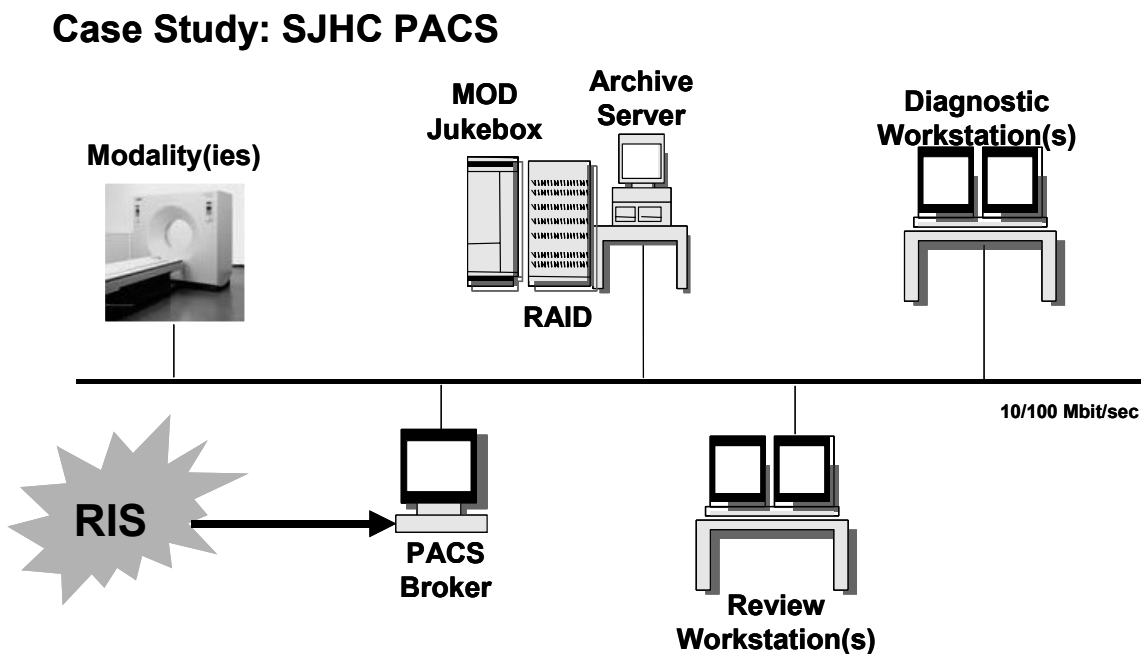 Case Study: SJHC PACS
Modality(ies)
MOD
Jukebox
Archive
Server
RAID
Diagnostic
Workstation(s)
10/100 Mbit/sec
RIS
PACS
Broker
Review
Workstation(s)